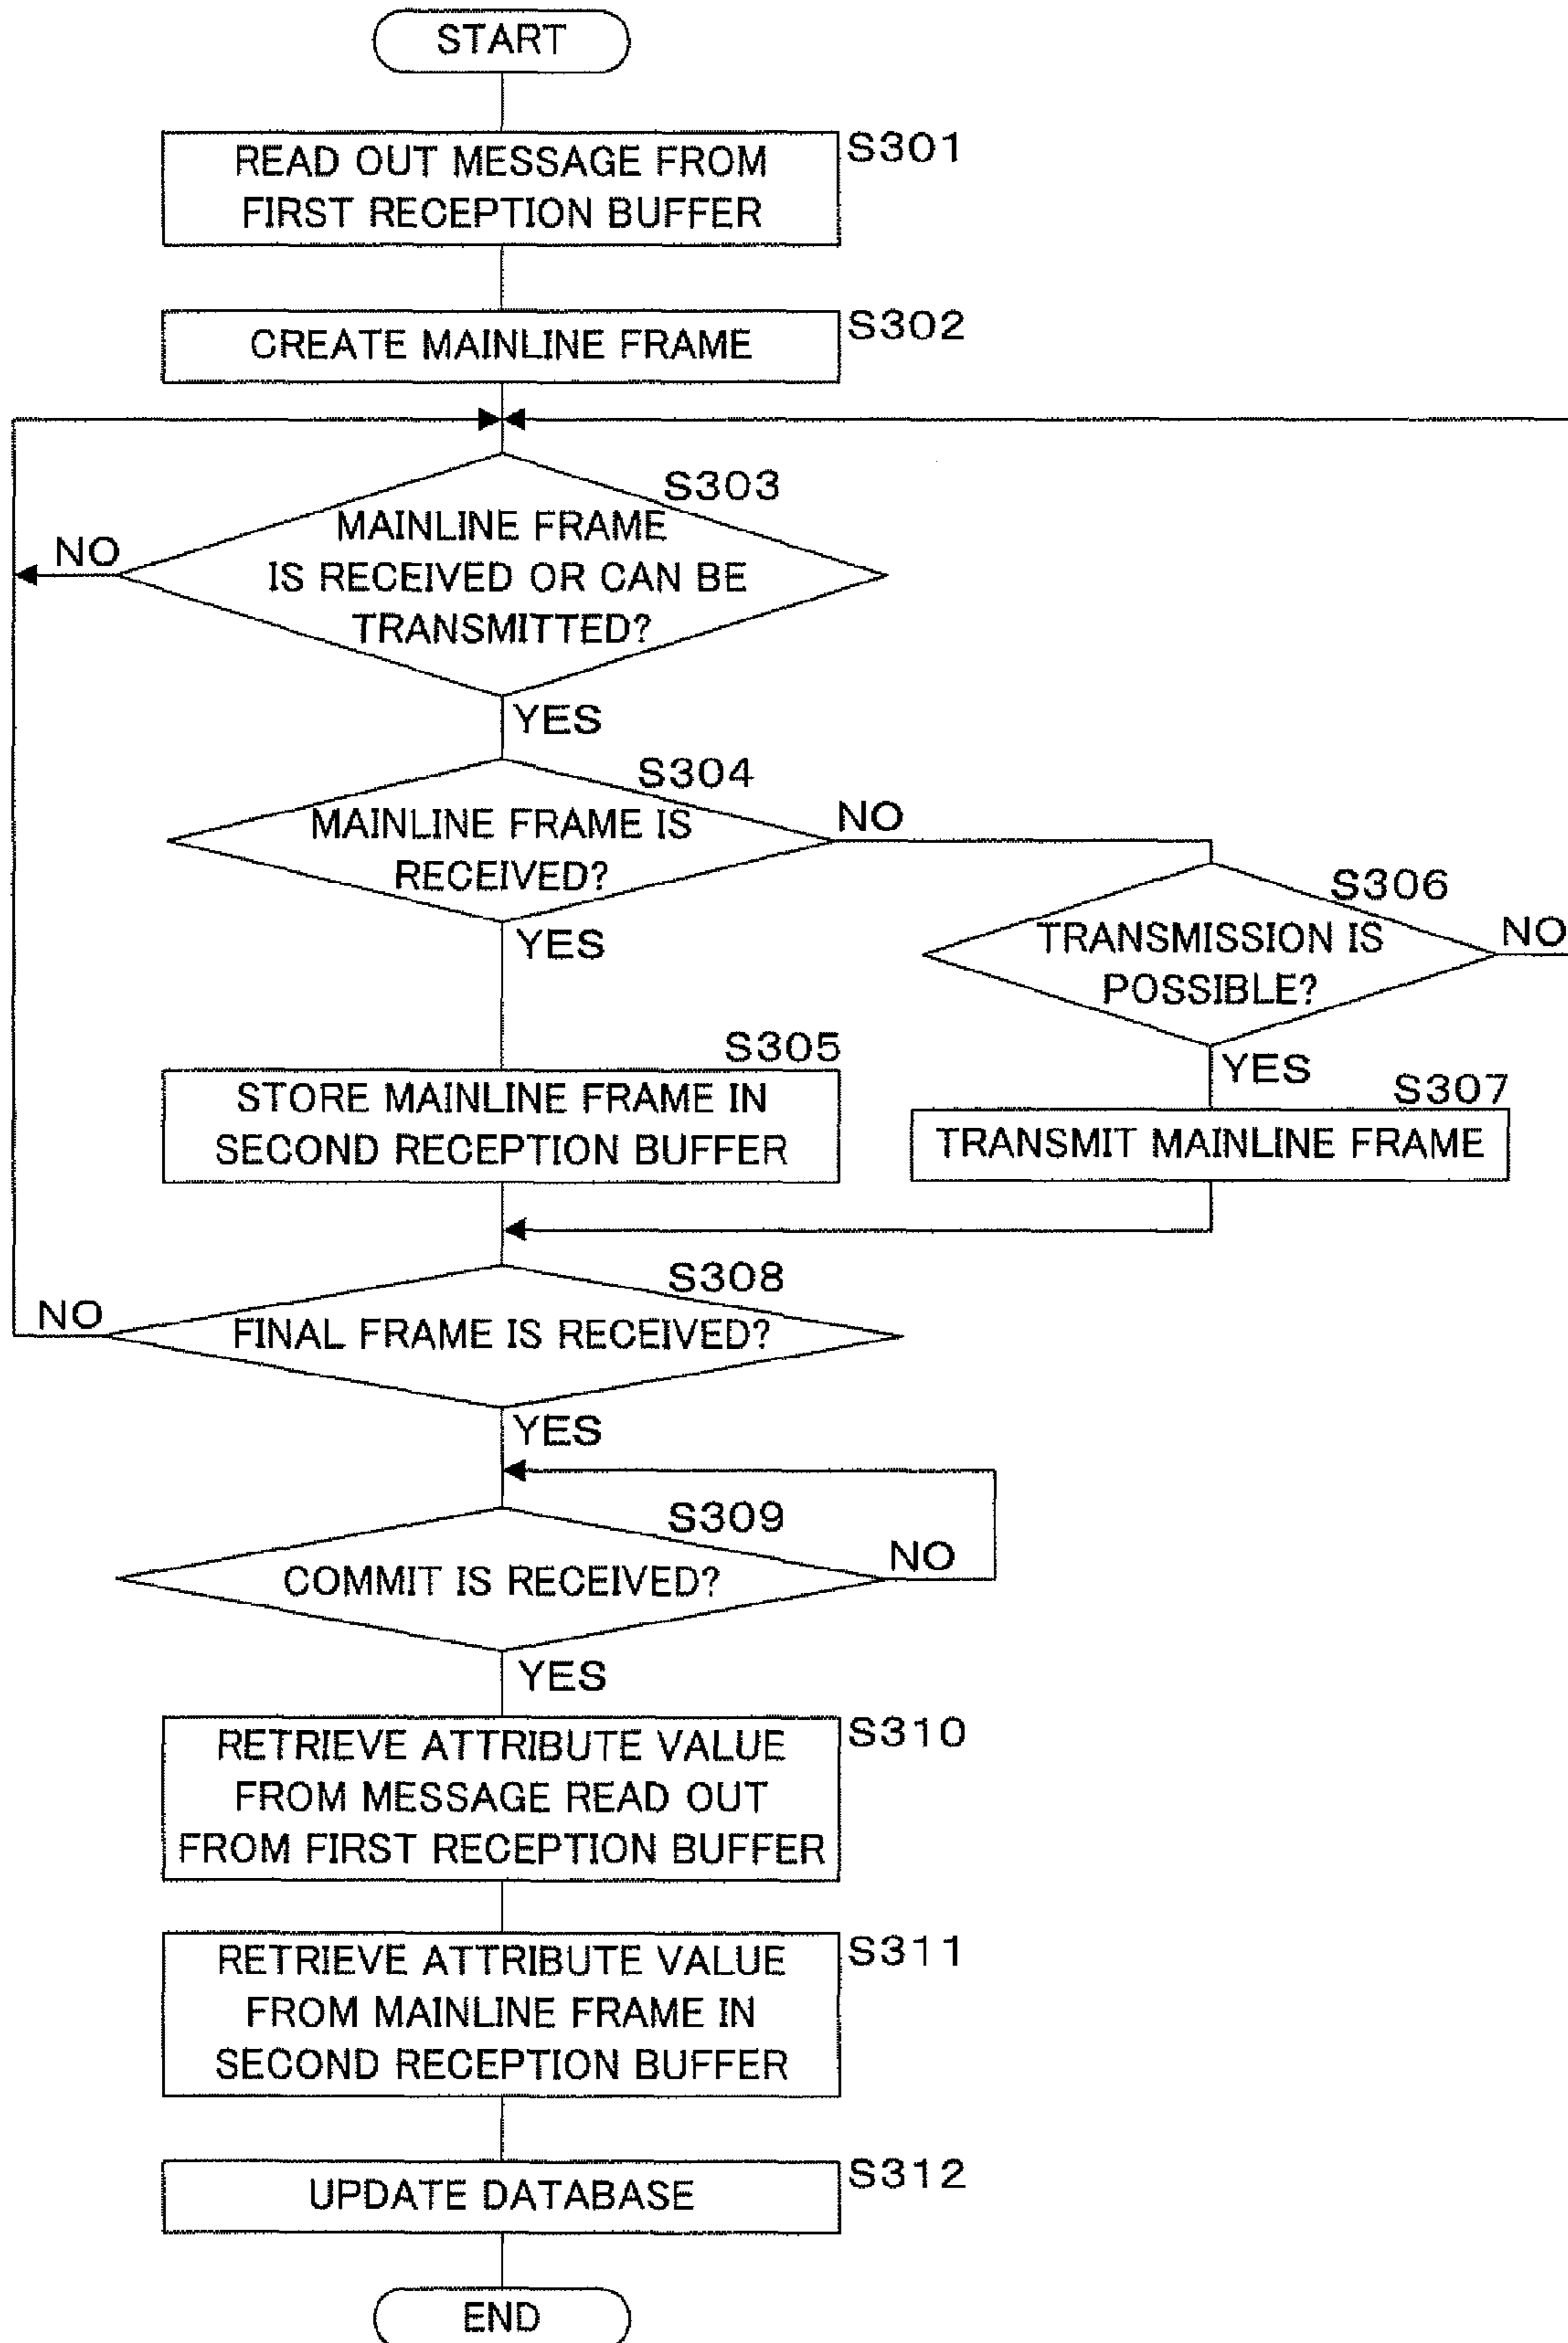 START
S301
READ OUT MESSAGE FROM
FIRST RECEPTION BUFFER
S302
CREATE MAINLINE FRAME
S303
MAINLINE FRAME
IS RECEIVED OR CAN BE
TRANSMITTED?
NO
YES
S304
MAINLINE FRAME IS
RECEIVED?
NO
YES
S306
TRANSMISSION IS
POSSIBLE?
NO
YES
S305
STORE MAINLINE FRAME IN
SECOND RECEPTION BUFFER
S307
TRANSMIT MAINLINE FRAME
S308
FINAL FRAME IS RECEIVED?
NO
YES
S309
COMMIT IS RECEIVED?
NO
YES
S310
RETRIEVE ATTRIBUTE VALUE
FROM MESSAGE READ OUT
FROM FIRST RECEPTION BUFFER
S311
RETRIEVE ATTRIBUTE VALUE
FROM MAINLINE FRAME IN
SECOND RECEPTION BUFFER
S312
UPDATE DATABASE
END